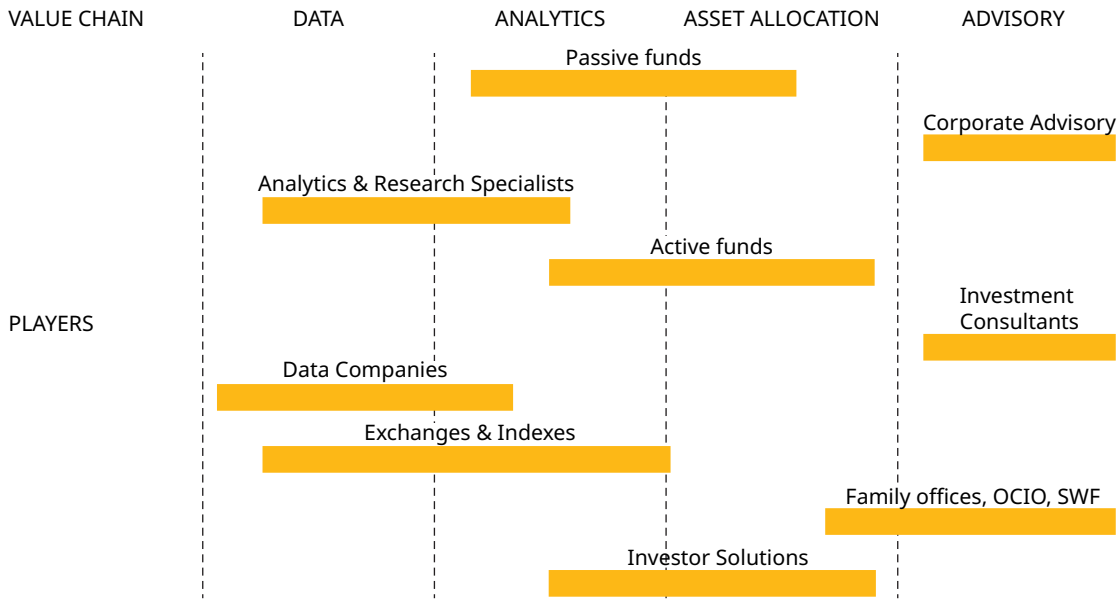 VALUE CHAIN
DATA
ANALYTICS
ASSET ALLOCATION
ADVISORY
Passive funds
Corporate Advisory
Analytics & Research Specialists
Active funds
Investment
Consultants
PLAYERS
Data Companies
Exchanges & Indexes
Family offices, OCIO, SWF
Investor Solutions